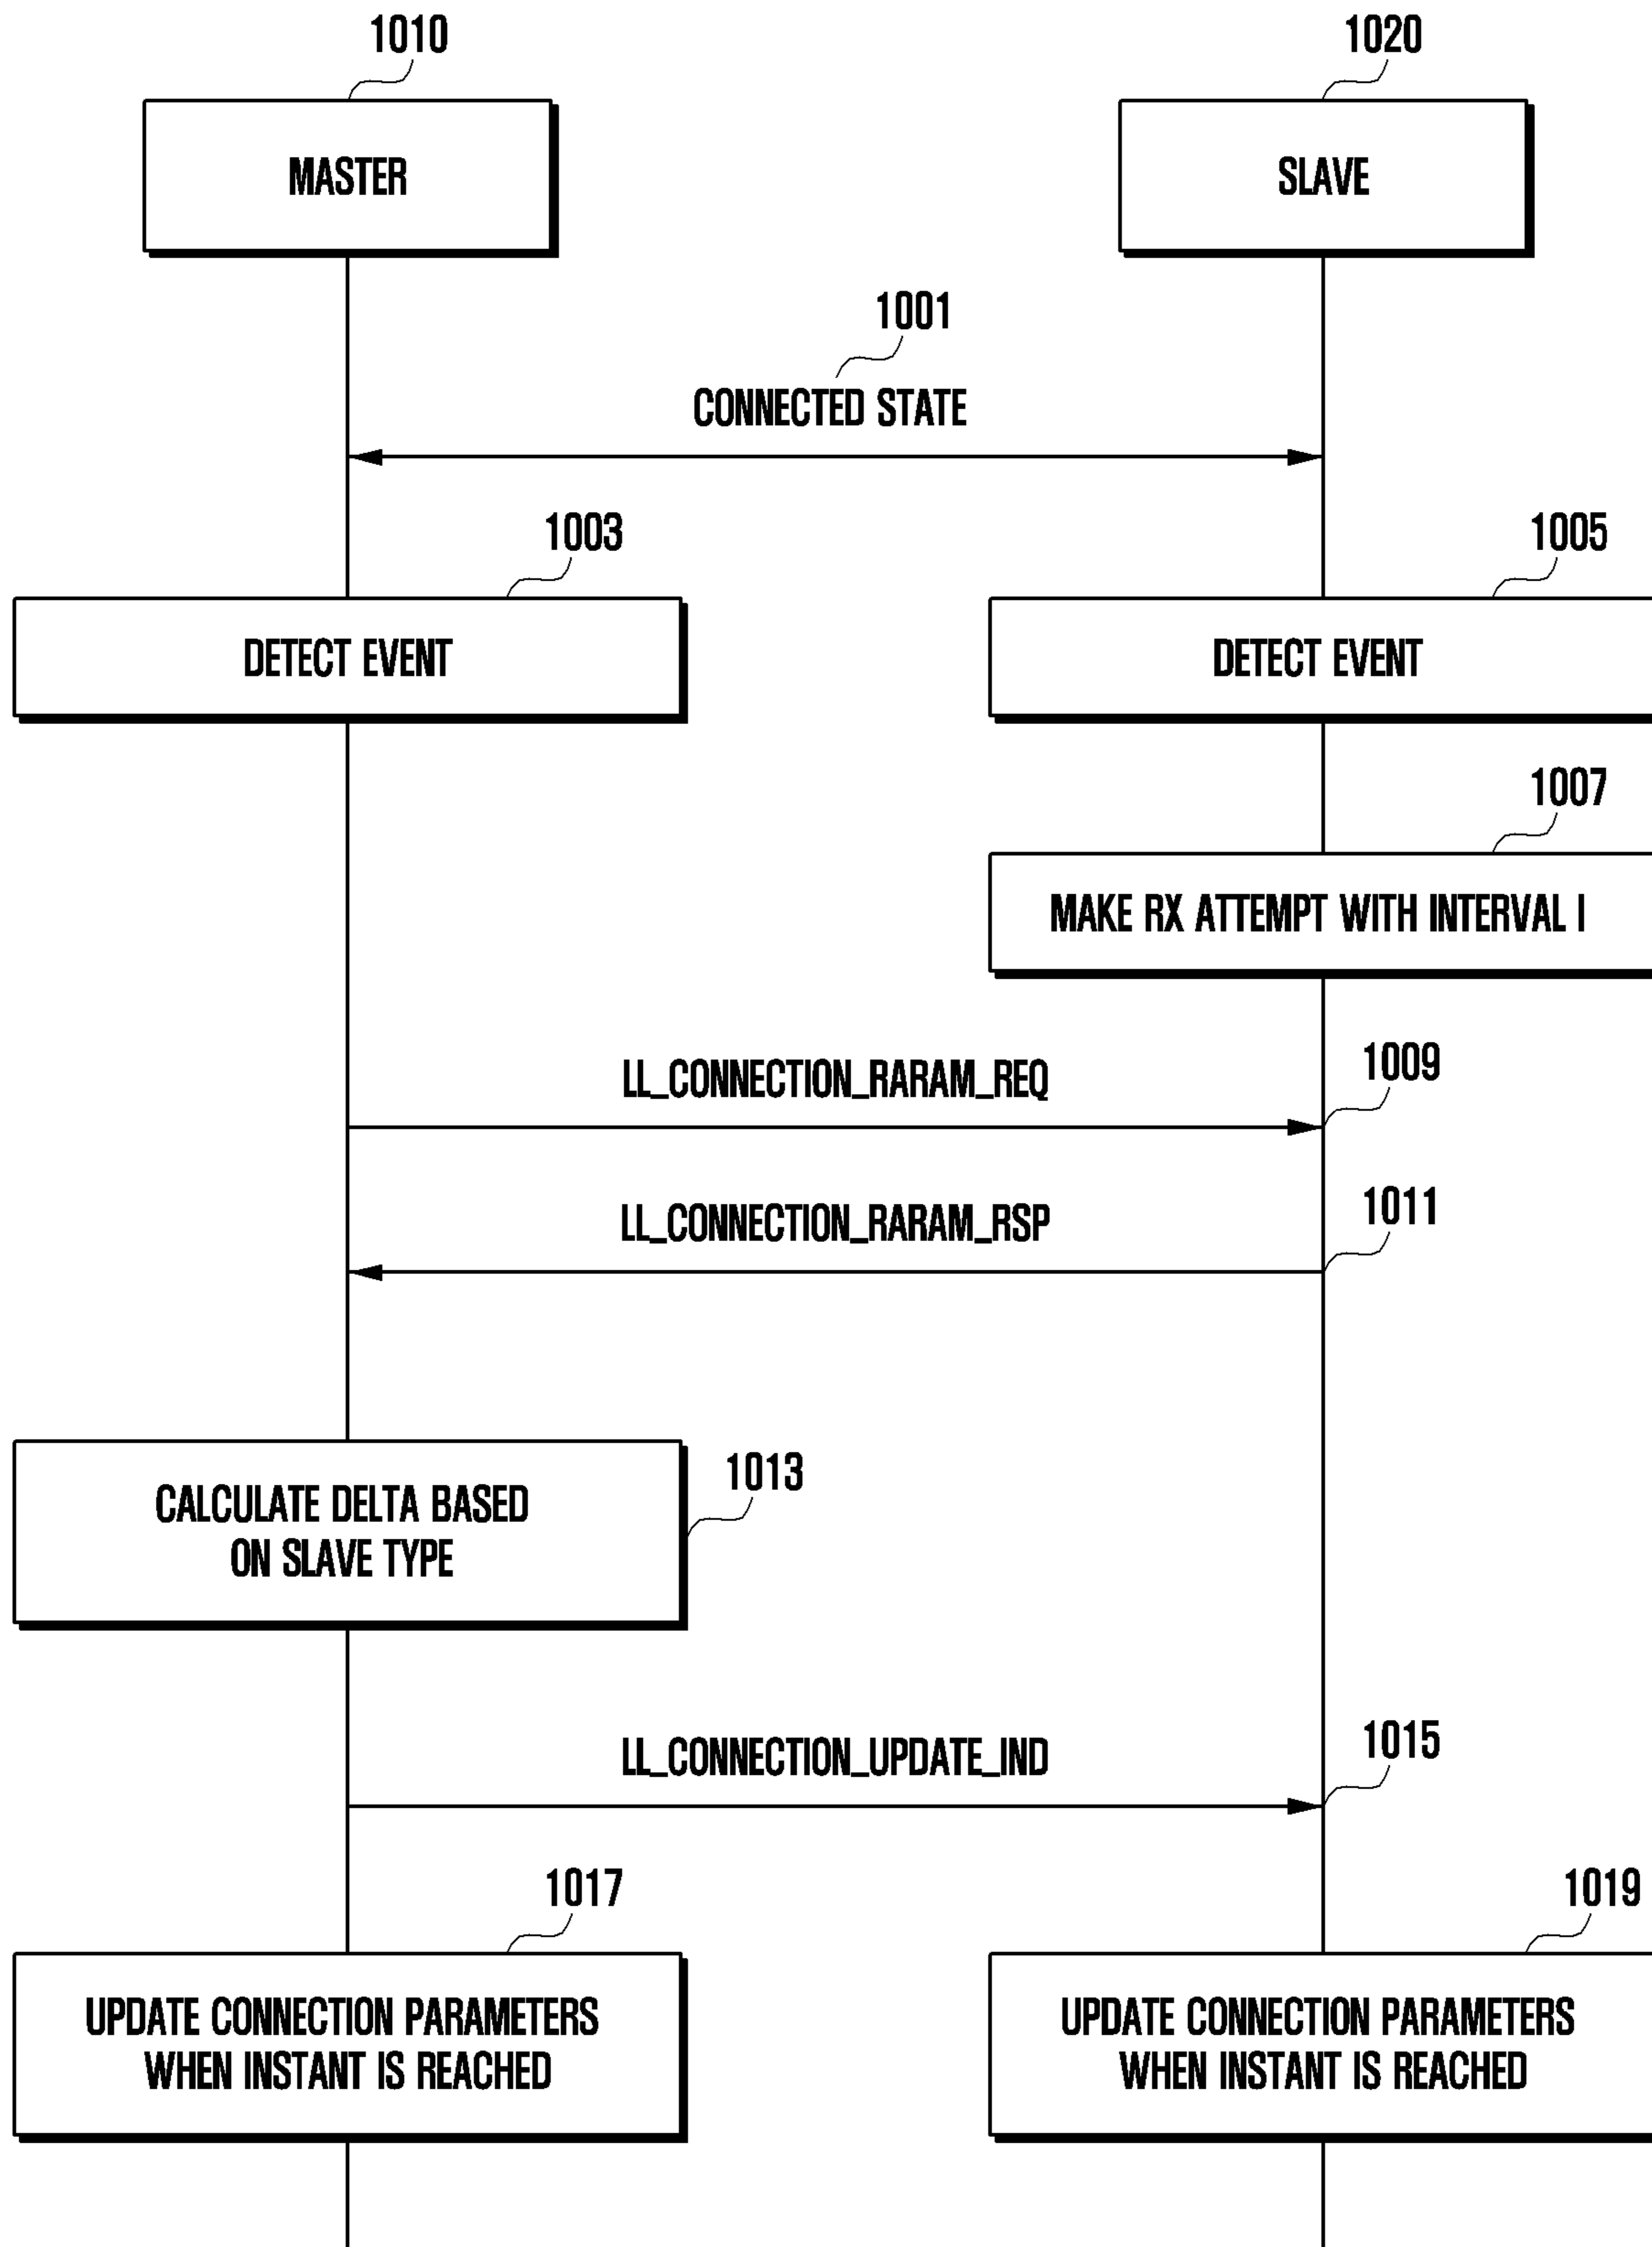 1010
1020
MASTER
SLAVE
1001
CONNECTED STATE
1003
1005
DETECT EVENT
DETECT EVENT
1007
MAKE RX ATTEMPT WITH INTERVAL I
LL_CONNECTION_RARAM_REQ
1009
LL_CONNECTION_RARAM_RSP
1011
CALCULATE DELTA BASED
ON SLAVE TYPE
1013
LL_CONNECTION_UPDATE_IND
1015
1017
1019
UPDATE CONNECTION PARAMETERS
WHEN INSTANT IS REACHED
UPDATE CONNECTION PARAMETERS
WHEN INSTANT IS REACHED